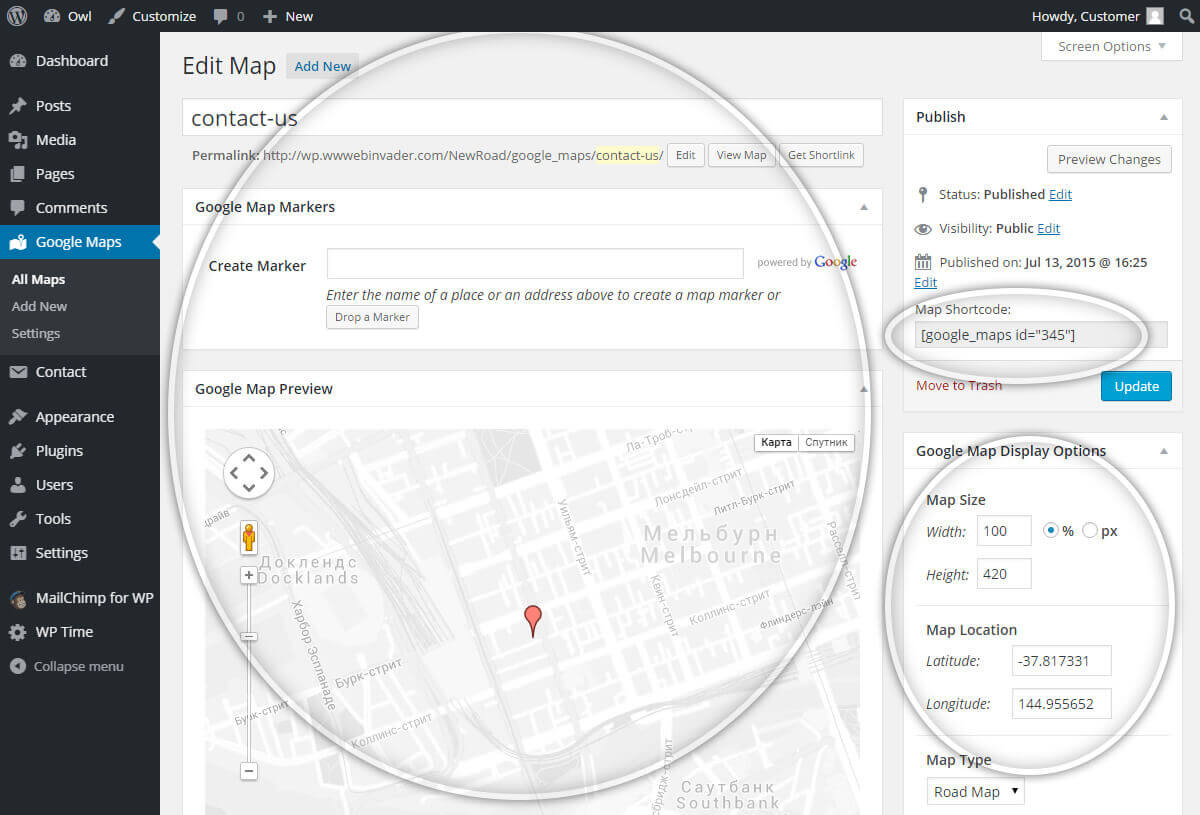 Owl
Customize
0
New
Howdy, Customer
Dashboard
Posts
Media
Pages
Comments
Google Maps
All Maps
Add New
Settings
Contact
Appearance
Plugins
Users
Tools
Settings
MailChimp for WP
WP Time
Collapse menu
Screen Options
Edit Map
Add New
contact-us
Permalink: http://wp.wwwebinvader.com/NewRoad/google_maps/contact-us/ Edit View Map Get Shortlink
Google Map Markers
Create Marker
powered by Google
Enter the name of a place or an address above to create a map marker or
Drop a Marker
Google Map Preview
Карта Спутник
Ла-Троб-стрит
Лонсдейл-стрит
Литл-Бурк-стрит
Уильям-стрит
Мельбурн
Melbourne
Расселл-стрит
Доклендс
Docklands
Квин-стрит
Коллинс-стрит
Флиндерс-лэйн
Харбор Эспланаде
Бурк-стрит
Бурк-стрит
Коллинс-стрит
Саутбанк
Southbank
Publish
Preview Changes
Status: Published Edit
Visibility: Public Edit
Published on: Jul 13, 2015 @ 16:25
Edit
Map Shortcode:
[google_maps id="345"]
Move to Trash
Update
Google Map Display Options
Map Size
Width: 100 % px
Height: 420
Map Location
Latitude: -37.817331
Longitude: 144.955652
Map Type
Road Map